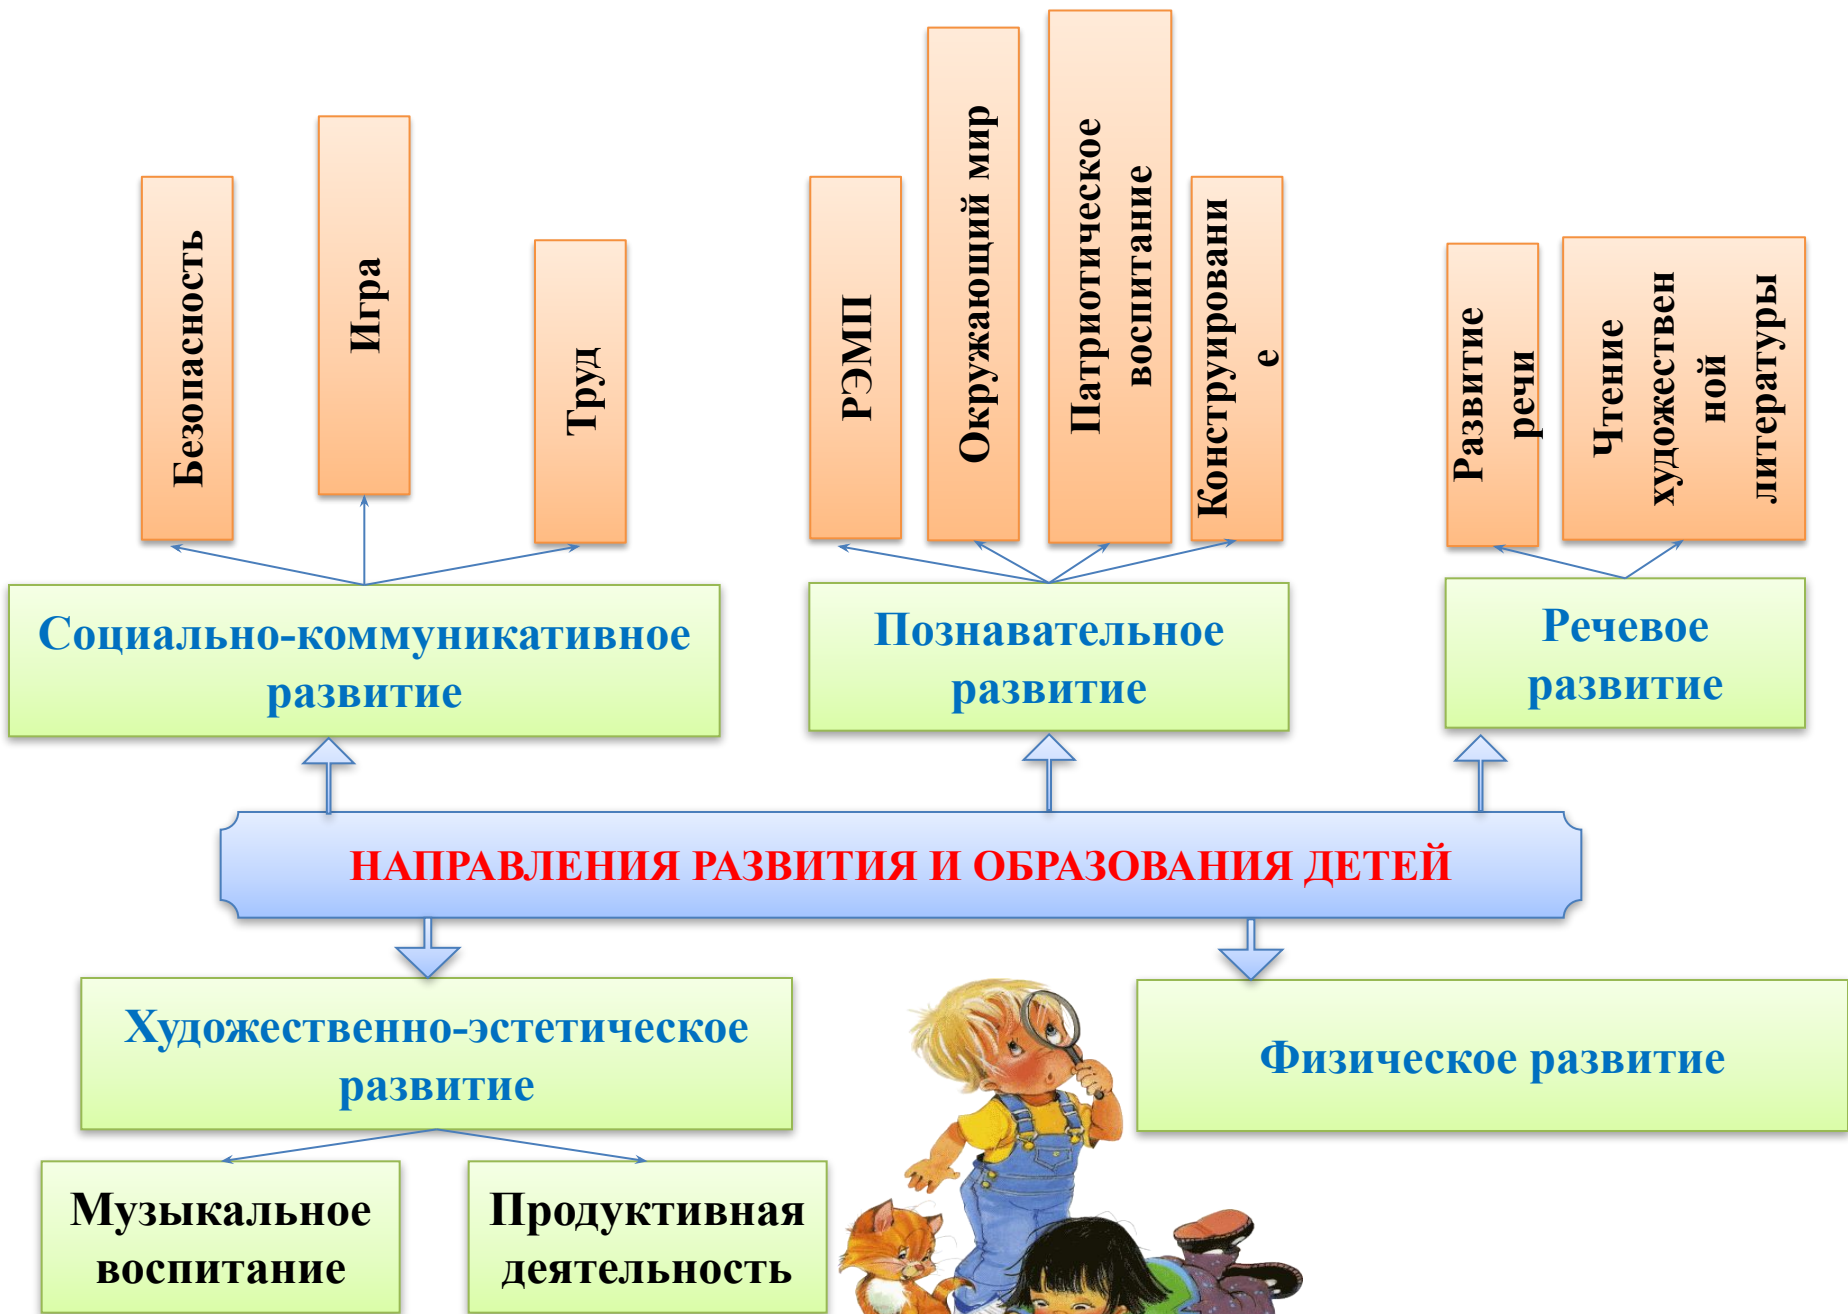 Безопасность
Игра
Труд
РЭМП
Окружающий мир
Патриотическое
воспитание
Конструировани
е
Развитие
речи
Чтение
художествен
ной
литературы
Социально-коммуникативное
развитие
Познавательное
развитие
Речевое
развитие
НАПРАВЛЕНИЯ РАЗВИТИЯ И ОБРАЗОВАНИЯ ДЕТЕЙ
Художественно-эстетическое
развитие
Физическое развитие
Музыкальное
воспитание
Продуктивная
деятельность